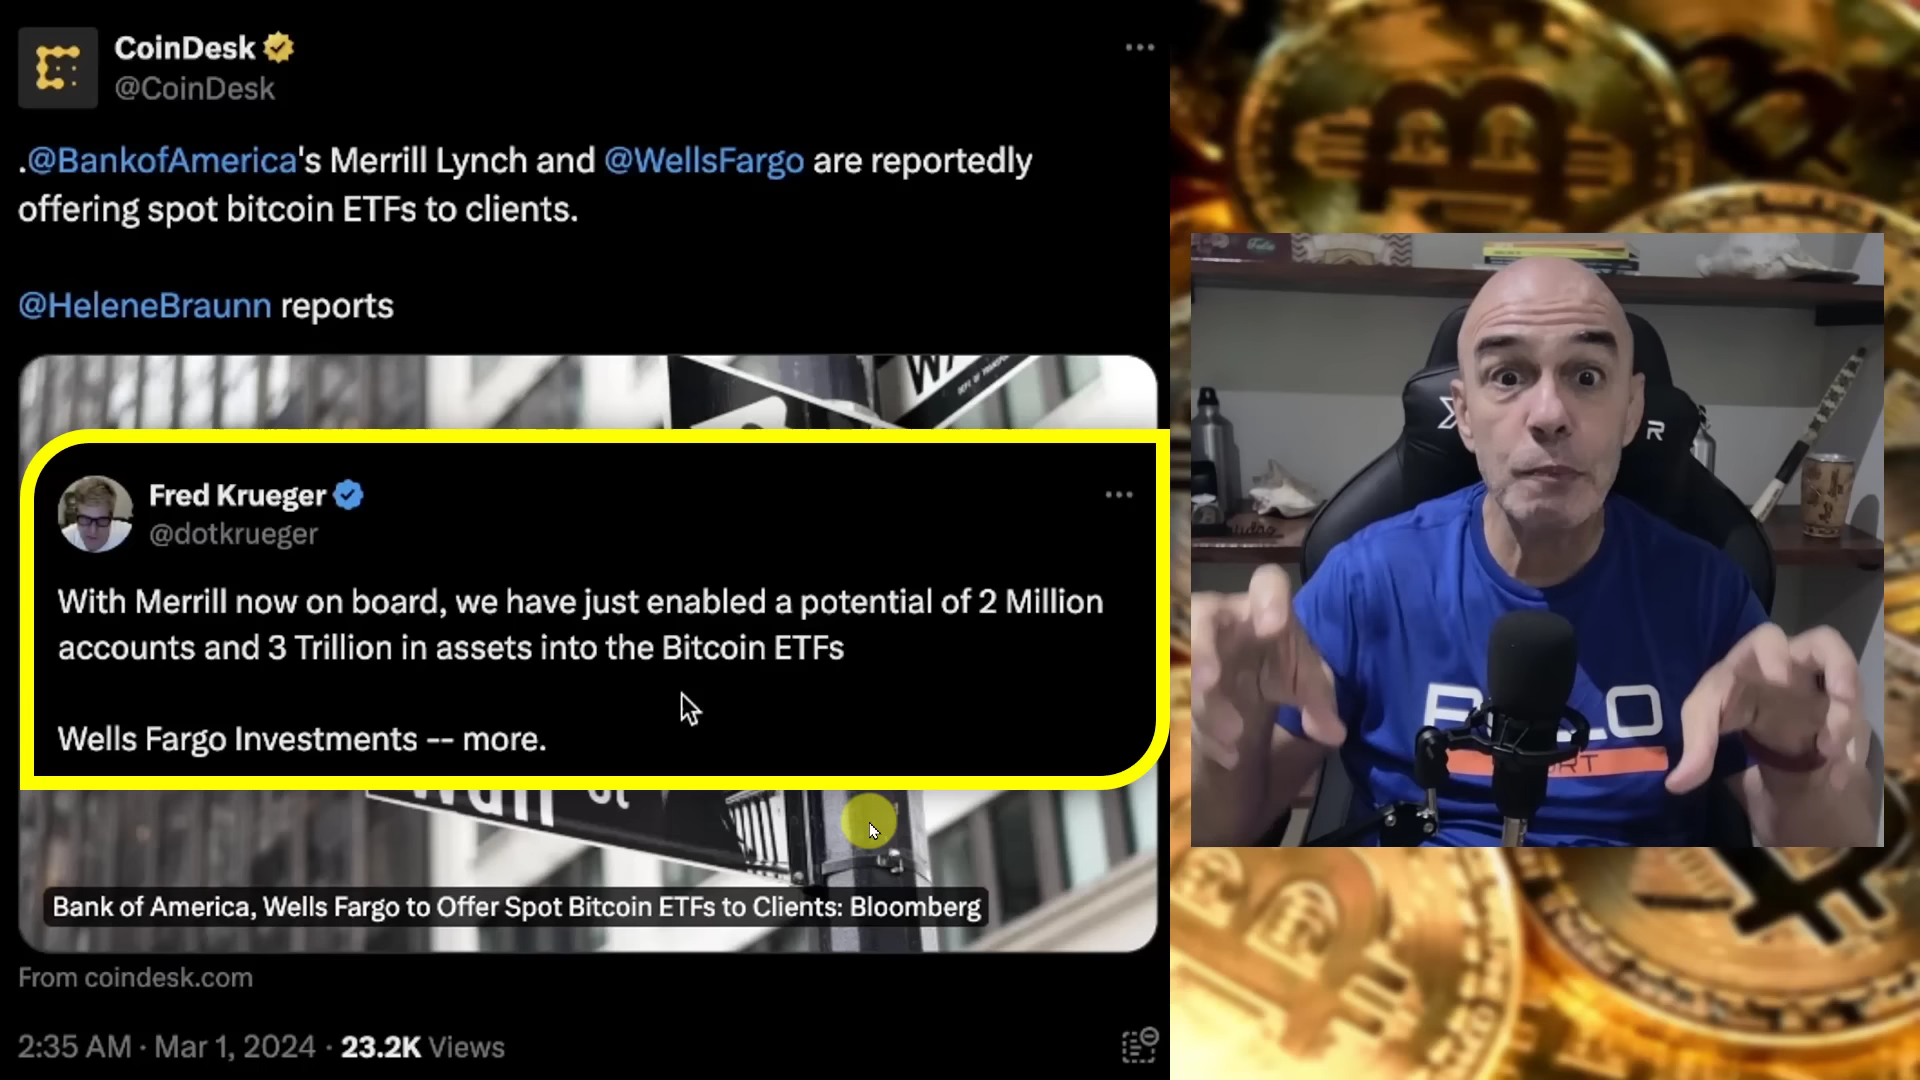 CoinDesk
@CoinDesk
.@BankofAmerica's Merrill Lynch and @WellsFargo are reportedly
offering spot bitcoin ETFs to clients.
@HeleneBraunn reports
Fred Krueger
@dotkrueger
With Merrill now on board, we have just enabled a potential of 2 Million
accounts and 3 Trillion in assets into the Bitcoin ETFs
Wells Fargo Investments -- more.
Wall St
Bank of America, Wells Fargo to Offer Spot Bitcoin ETFs to Clients: Bloomberg
From coindesk.com
2:35 AM · Mar 1, 2024 · 23.2K Views